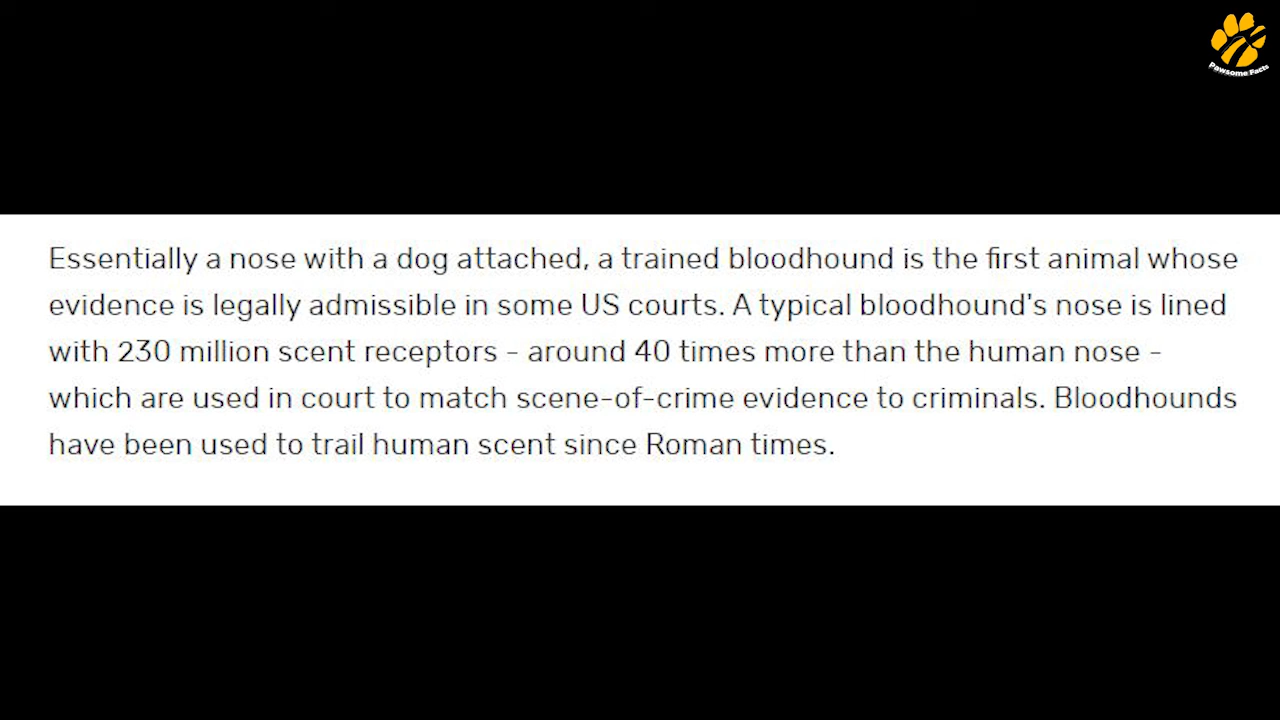 Pawsome Facts
Essentially a nose with a dog attached, a trained bloodhound is the first animal whose
evidence is legally admissible in some US courts. A typical bloodhound's nose is lined
with 230 million scent receptors - around 40 times more than the human nose -
which are used in court to match scene-of-crime evidence to criminals. Bloodhounds
have been used to trail human scent since Roman times.